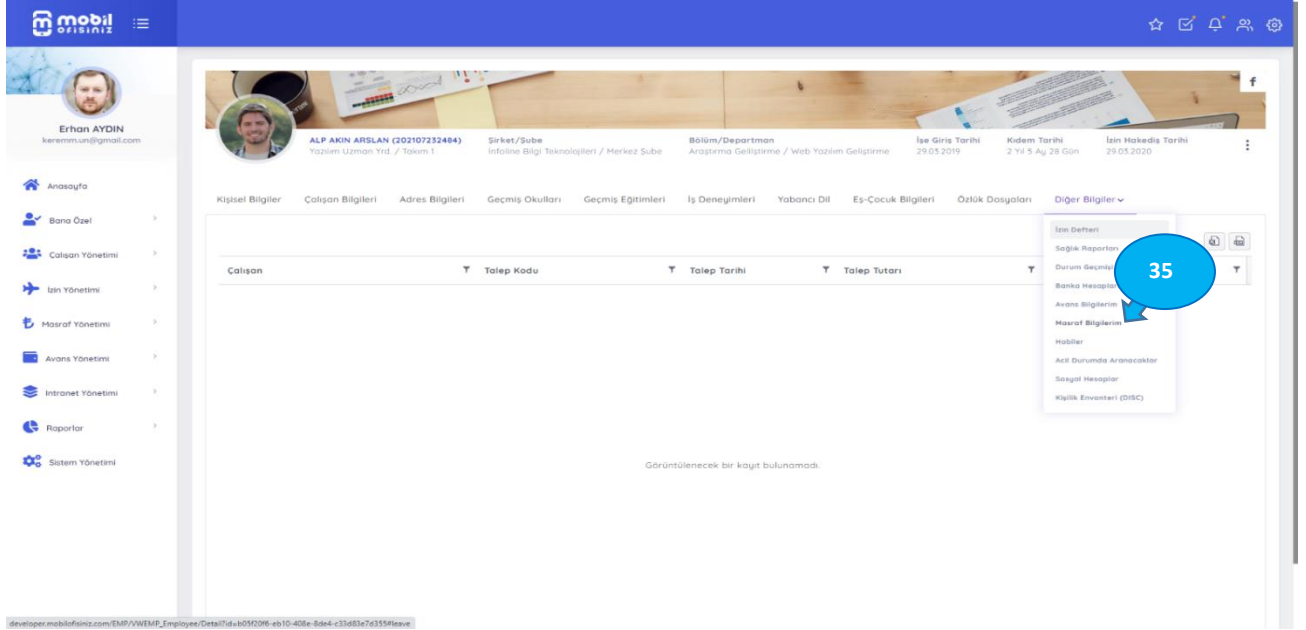 mobil
ofisiniz
Erhan AYDIN
keremm.un@gmail.com
Anasayfa
Bana Özel
Çalışan Yönetimi
İzin Yönetimi
Masraf Yönetimi
Avans Yönetimi
Intranet Yönetimi
Raporlar
Sistem Yönetimi
f
ALP AKIN ARSLAN (202107232484)
Yazılım Uzman Yrd. / Takım 1
Şirket/Şube
İnfoline Bilgi Teknolojileri / Merkez Şube
Bölüm/Departman
Araştırma Geliştirme / Web Yazılım Geliştirme
İşe Giriş Tarihi
29.03.2019
Kıdem Tarihi
2 Yıl 5 Ay 28 Gün
İzin Hakediş Tarihi
29.03.2020
Kişisel Bilgiler Çalışan Bilgileri Adres Bilgileri Geçmiş Okulları Geçmiş Eğitimleri İş Deneyimleri Yabancı Dil Eş-Çocuk Bilgileri Özlük Dosyaları Diğer Bilgiler
İzin Defteri
Sağlık Raporları
Durum Geçmişi
Banka Hesapları
Avans Bilgilerim
Masraf Bilgilerim
Hobiler
Acil Durumda Aranacaklar
Sosyal Hesaplar
Kişilik Envanteri (DISC)
35
Çalışan Talep Kodu Talep Tarihi Talep Tutarı
Görüntülenecek bir kayıt bulunamadı.
developer.mobilofisiniz.com/EMP/VWEMP_Employee/Detail?id=b05f20f6-eb10-408e-8de4-c33d83e7d355#leave